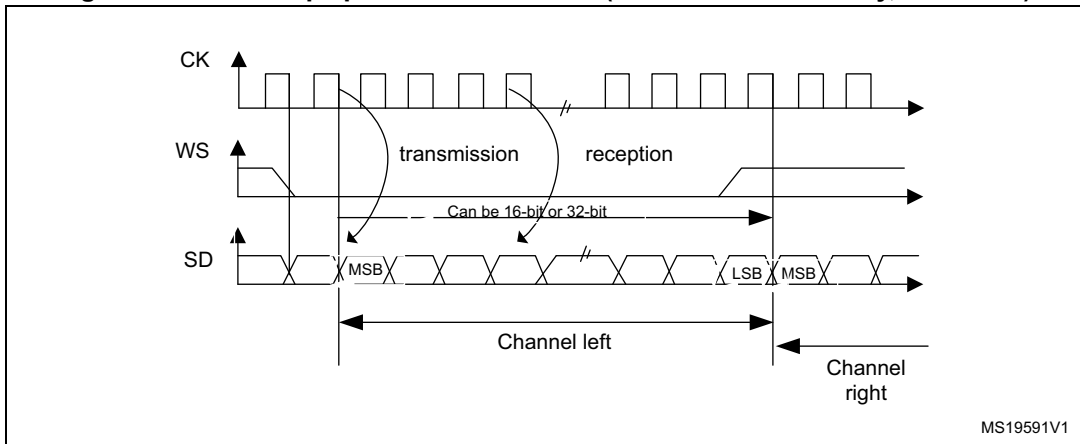 CK
WS
transmission
reception
Can be 16-bit or 32-bit
SD
MSB
LSB
MSB
Channel left
Channel
right
MS19591V1